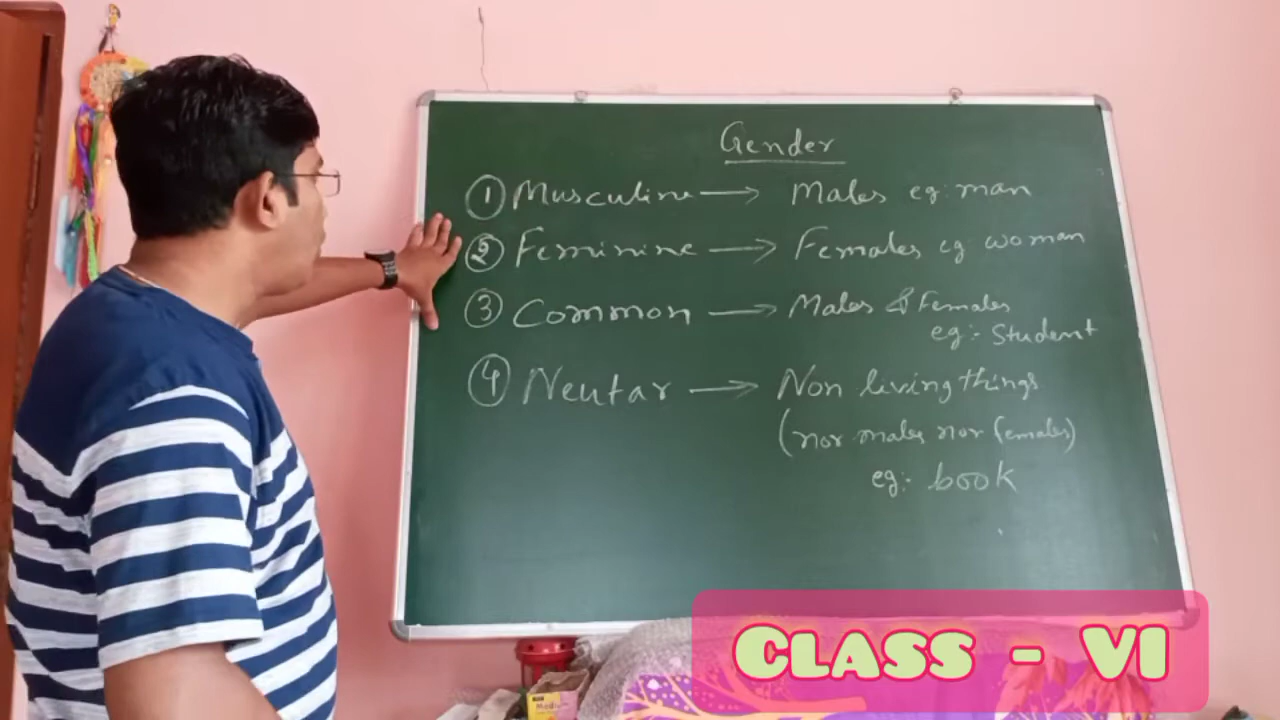 Gender
① Musculine → Males eg: man
② Feminine → Females eg woman
③ Common → Males & Females
eg:- Student
④ Neutar → Non living things
(nor males nor females)
eg:- book
CLASS - VI